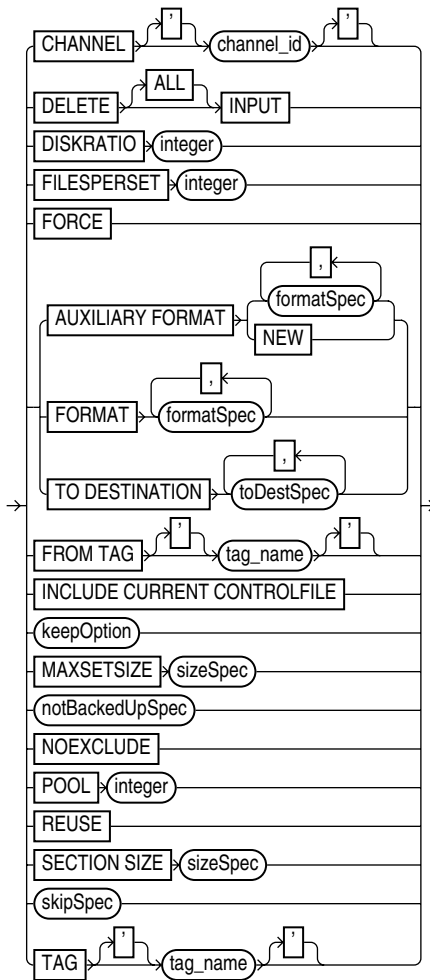 CHANNEL ' channel_id '
DELETE ALL INPUT
DISKRATIO integer
FILESPERSET integer
FORCE
,
AUXILIARY FORMAT formatSpec
NEW
,
FORMAT formatSpec
,
TO DESTINATION toDestSpec
FROM TAG ' tag_name '
INCLUDE CURRENT CONTROLFILE
keepOption
MAXSETSIZE sizeSpec
notBackedUpSpec
NOEXCLUDE
POOL integer
REUSE
SECTION SIZE sizeSpec
skipSpec
TAG ' tag_name '